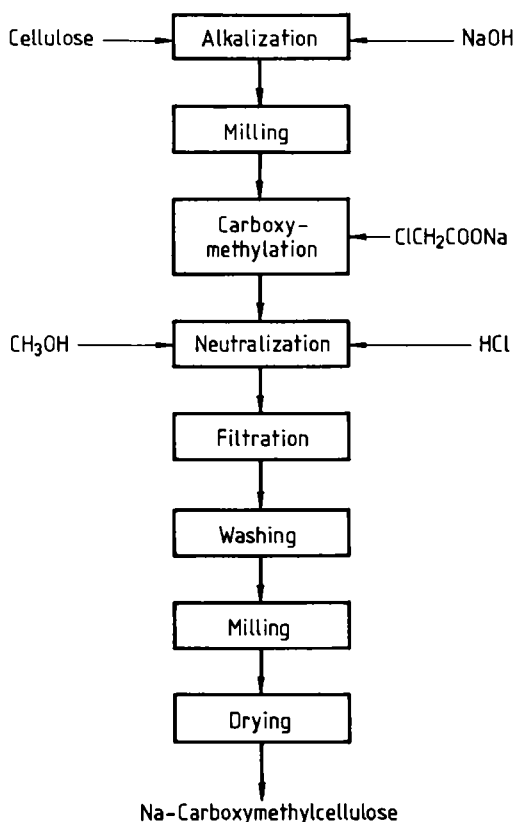 Cellulose
Alkalization
NaOH
Milling
Carboxy-
methylation
ClCH₂COONa
CH₃OH
Neutralization
HCl
Filtration
Washing
Milling
Drying
Na-Carboxymethylcellulose